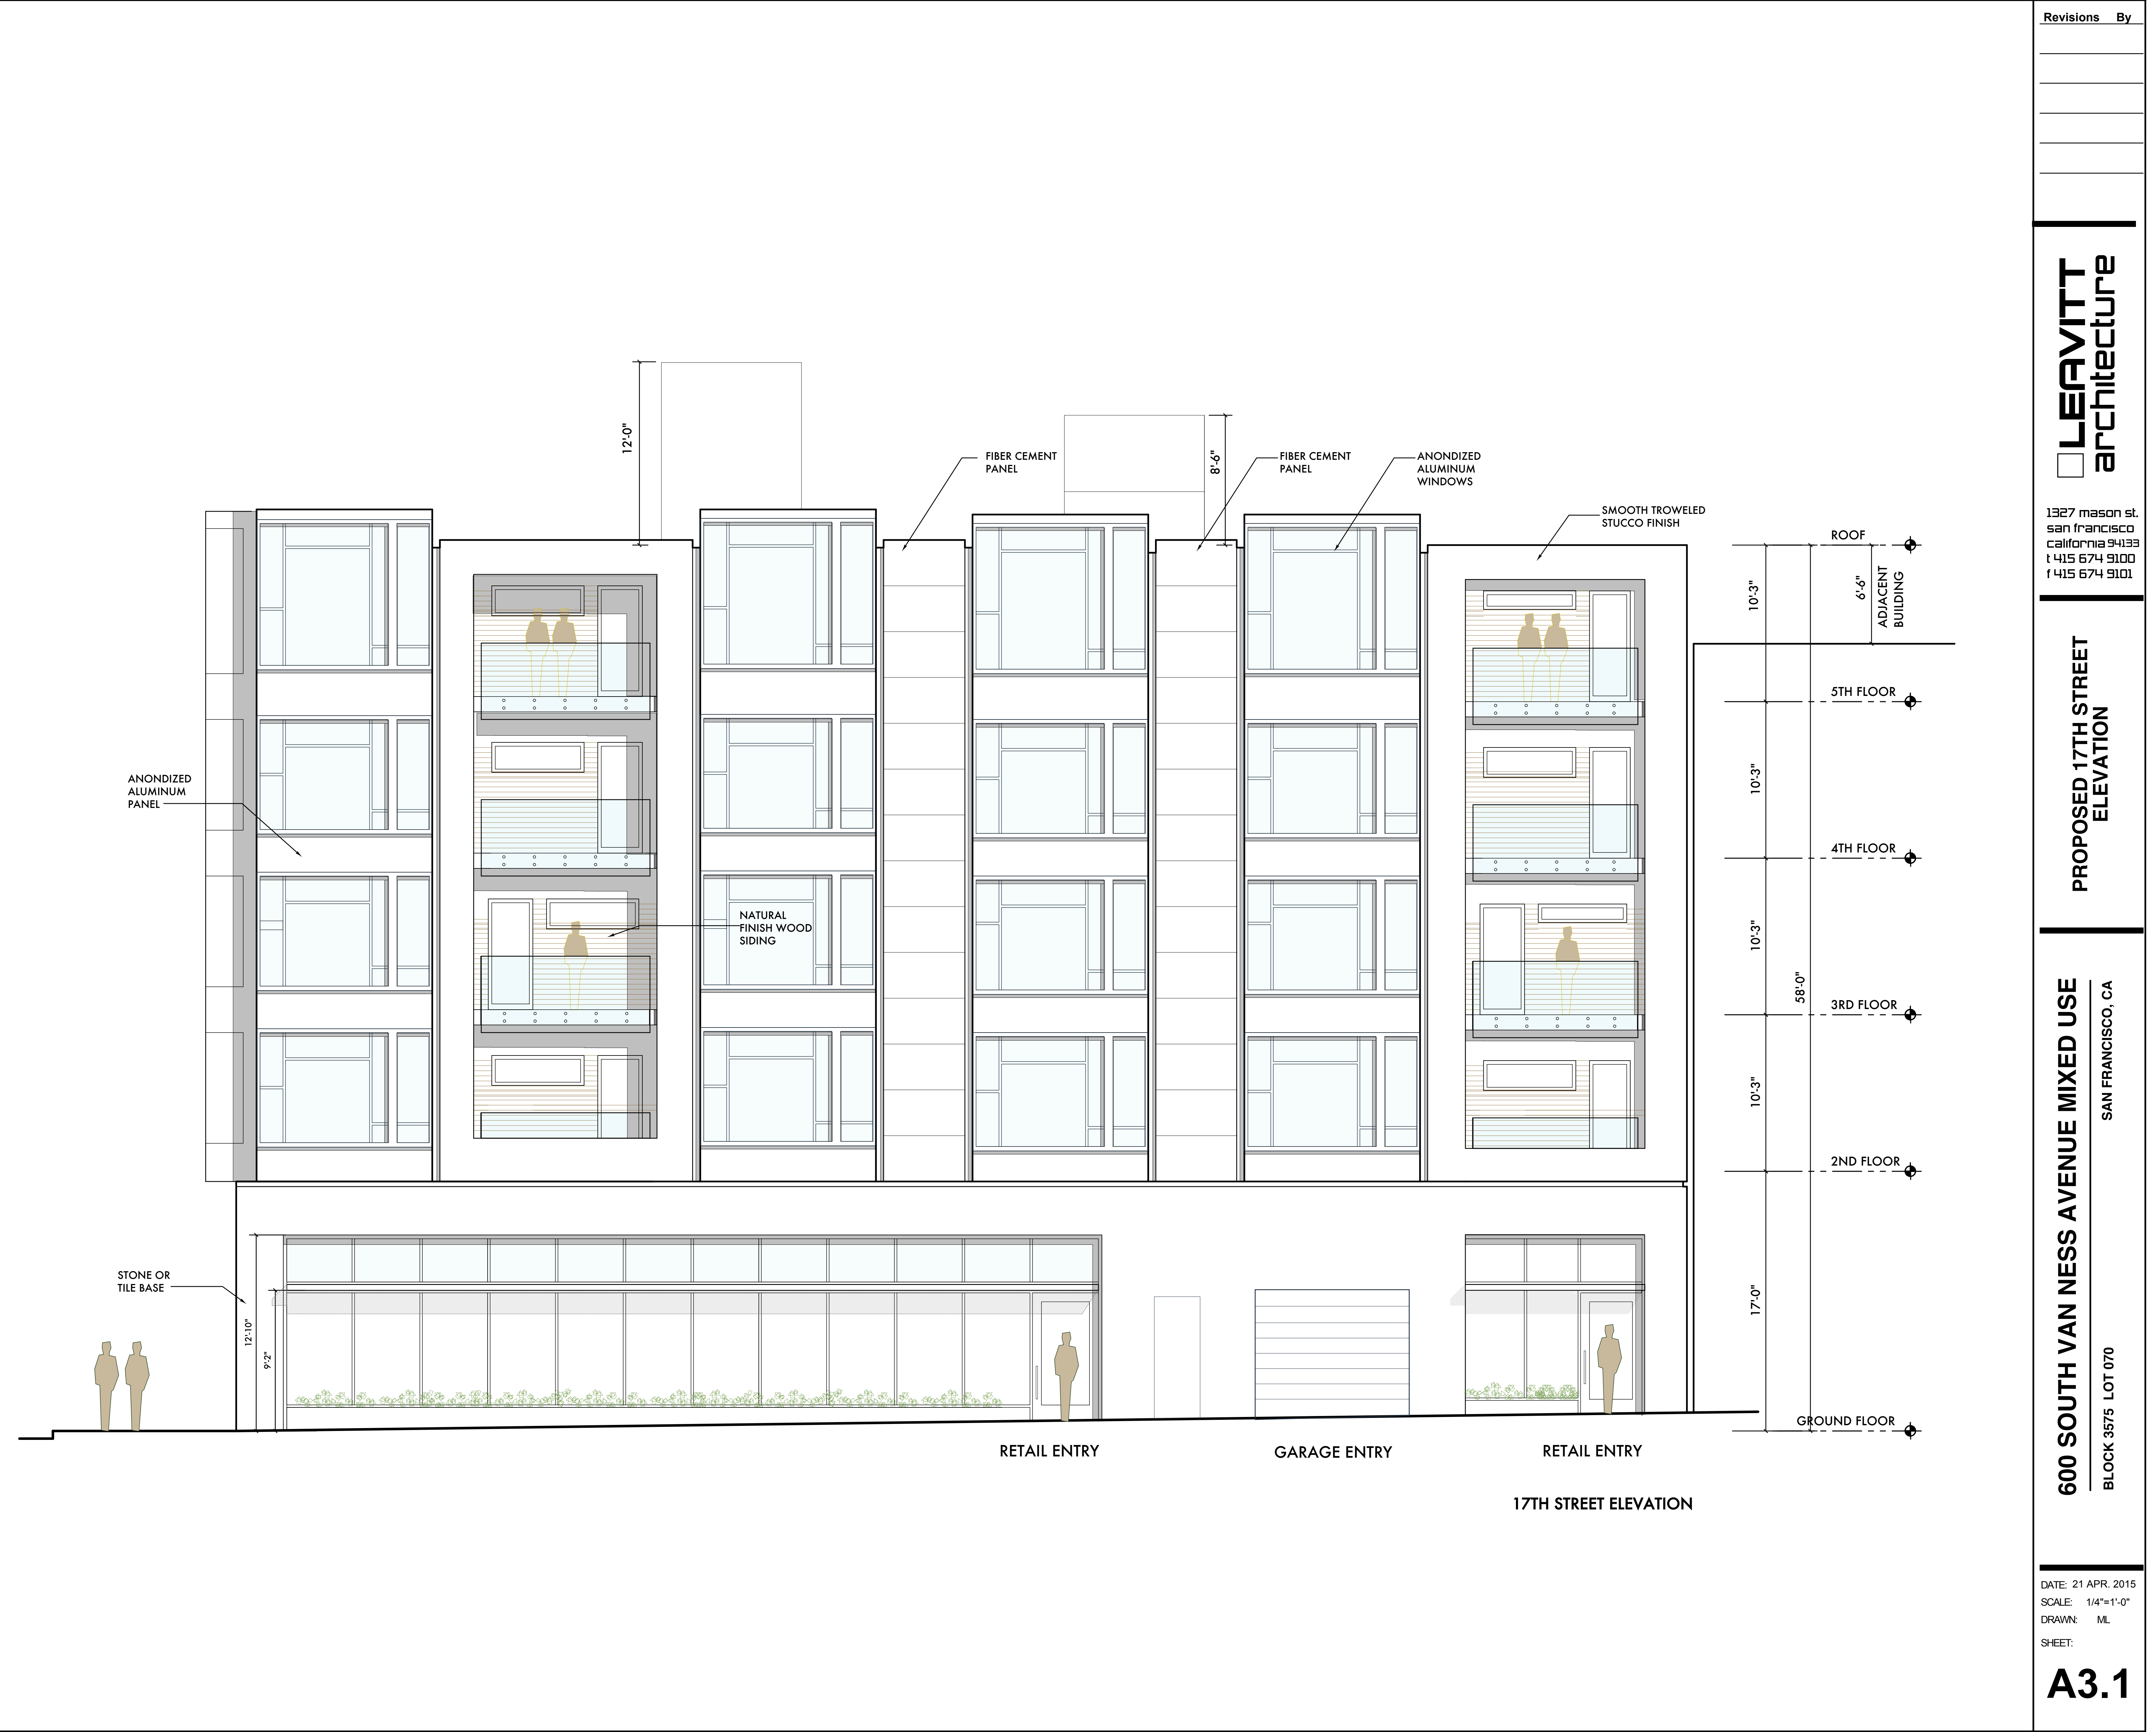 Revisions By
LEAVITT
architecture
1327 mason st.
san francisco
california 94133
t 415 674 9100
f 415 674 9101
PROPOSED 17TH STREET
ELEVATION
600 SOUTH VAN NESS AVENUE MIXED USE
BLOCK 3575 LOT 070
SAN FRANCISCO, CA
DATE: 21 APR. 2015
SCALE: 1/4"=1'-0"
DRAWN: ML
SHEET:
A3.1
12'-0"
8'-6"
FIBER CEMENT
PANEL
FIBER CEMENT
PANEL
ANONDIZED
ALUMINUM
WINDOWS
SMOOTH TROWELED
STUCCO FINISH
ROOF
10'-3"
6'-6"
ADJACENT
BUILDING
5TH FLOOR
10'-3"
ANONDIZED
ALUMINUM
PANEL
4TH FLOOR
NATURAL
FINISH WOOD
SIDING
10'-3"
58'-0"
3RD FLOOR
10'-3"
2ND FLOOR
STONE OR
TILE BASE
12'-10"
9'-2"
17'-0"
GROUND FLOOR
RETAIL ENTRY
GARAGE ENTRY
RETAIL ENTRY
17TH STREET ELEVATION